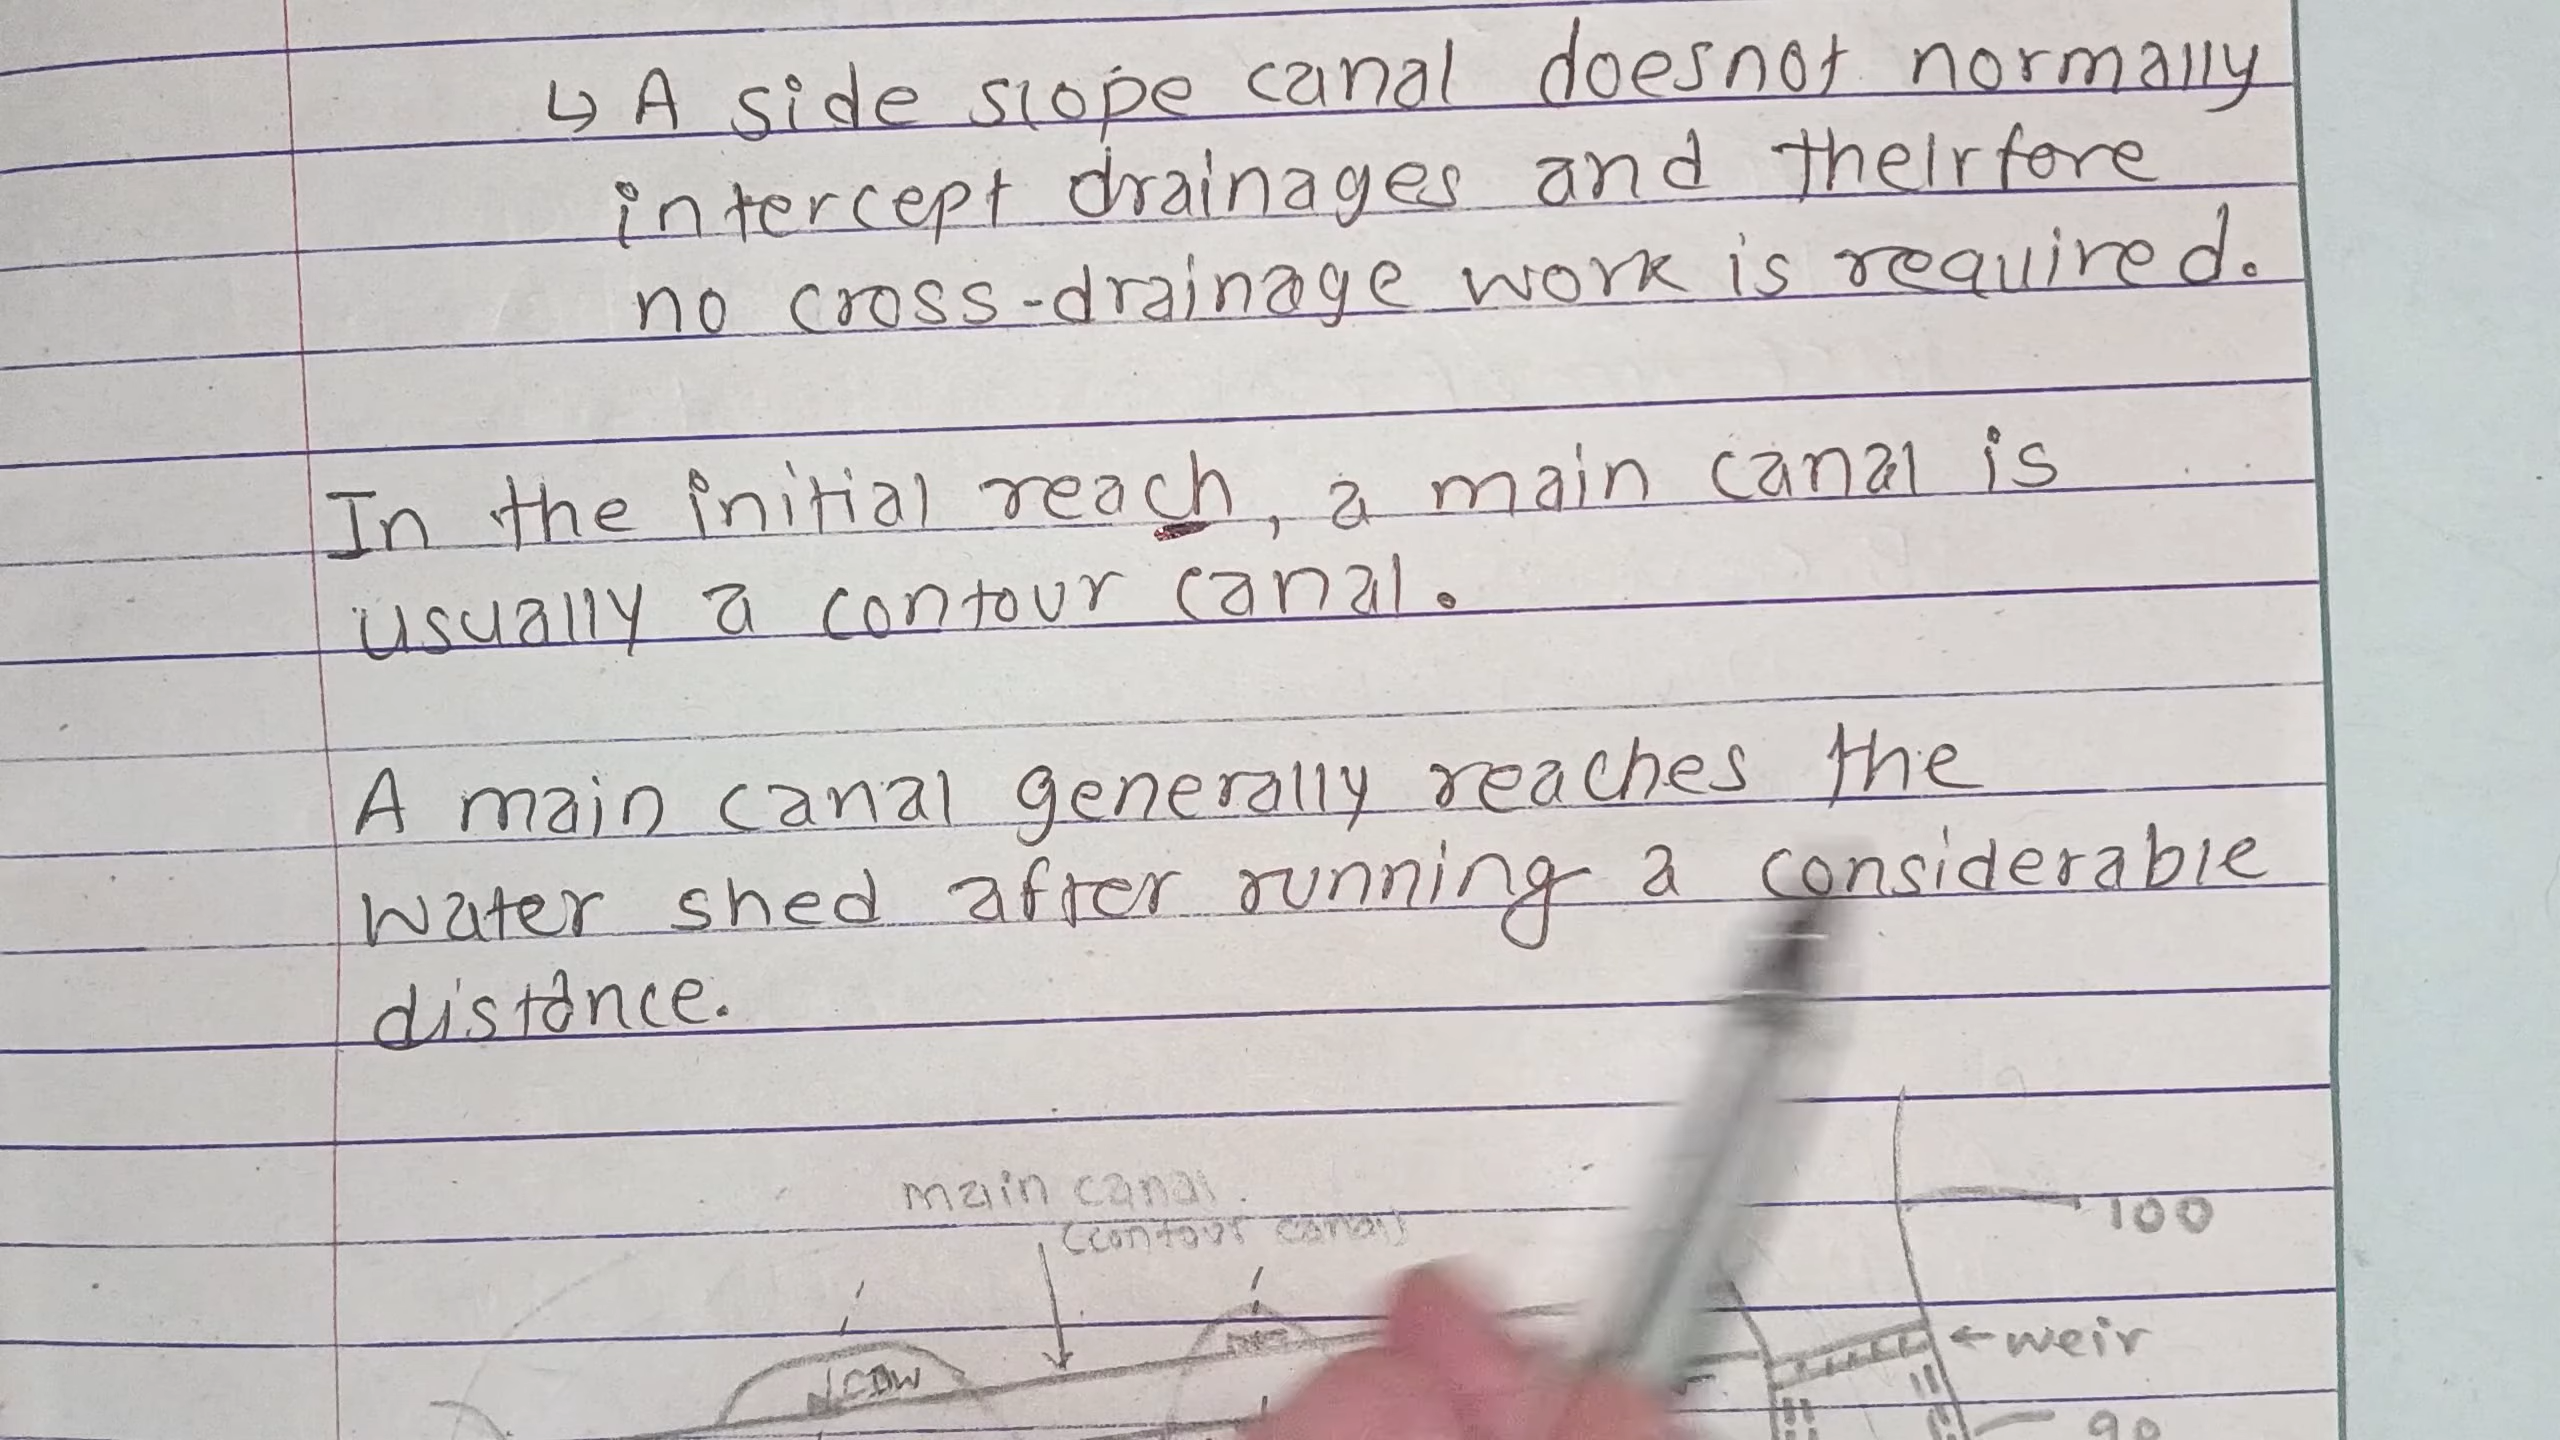 ↳ A side slope canal doesnot normally
intercept drainages and theirfore
no cross-drainage work is required.
In the initial reach, a main canal is
usually a contour canal.
A main canal generally reaches the
water shed after running a considerable
distance.
main canal.
(contour canal)
100
←weir
CDW
90